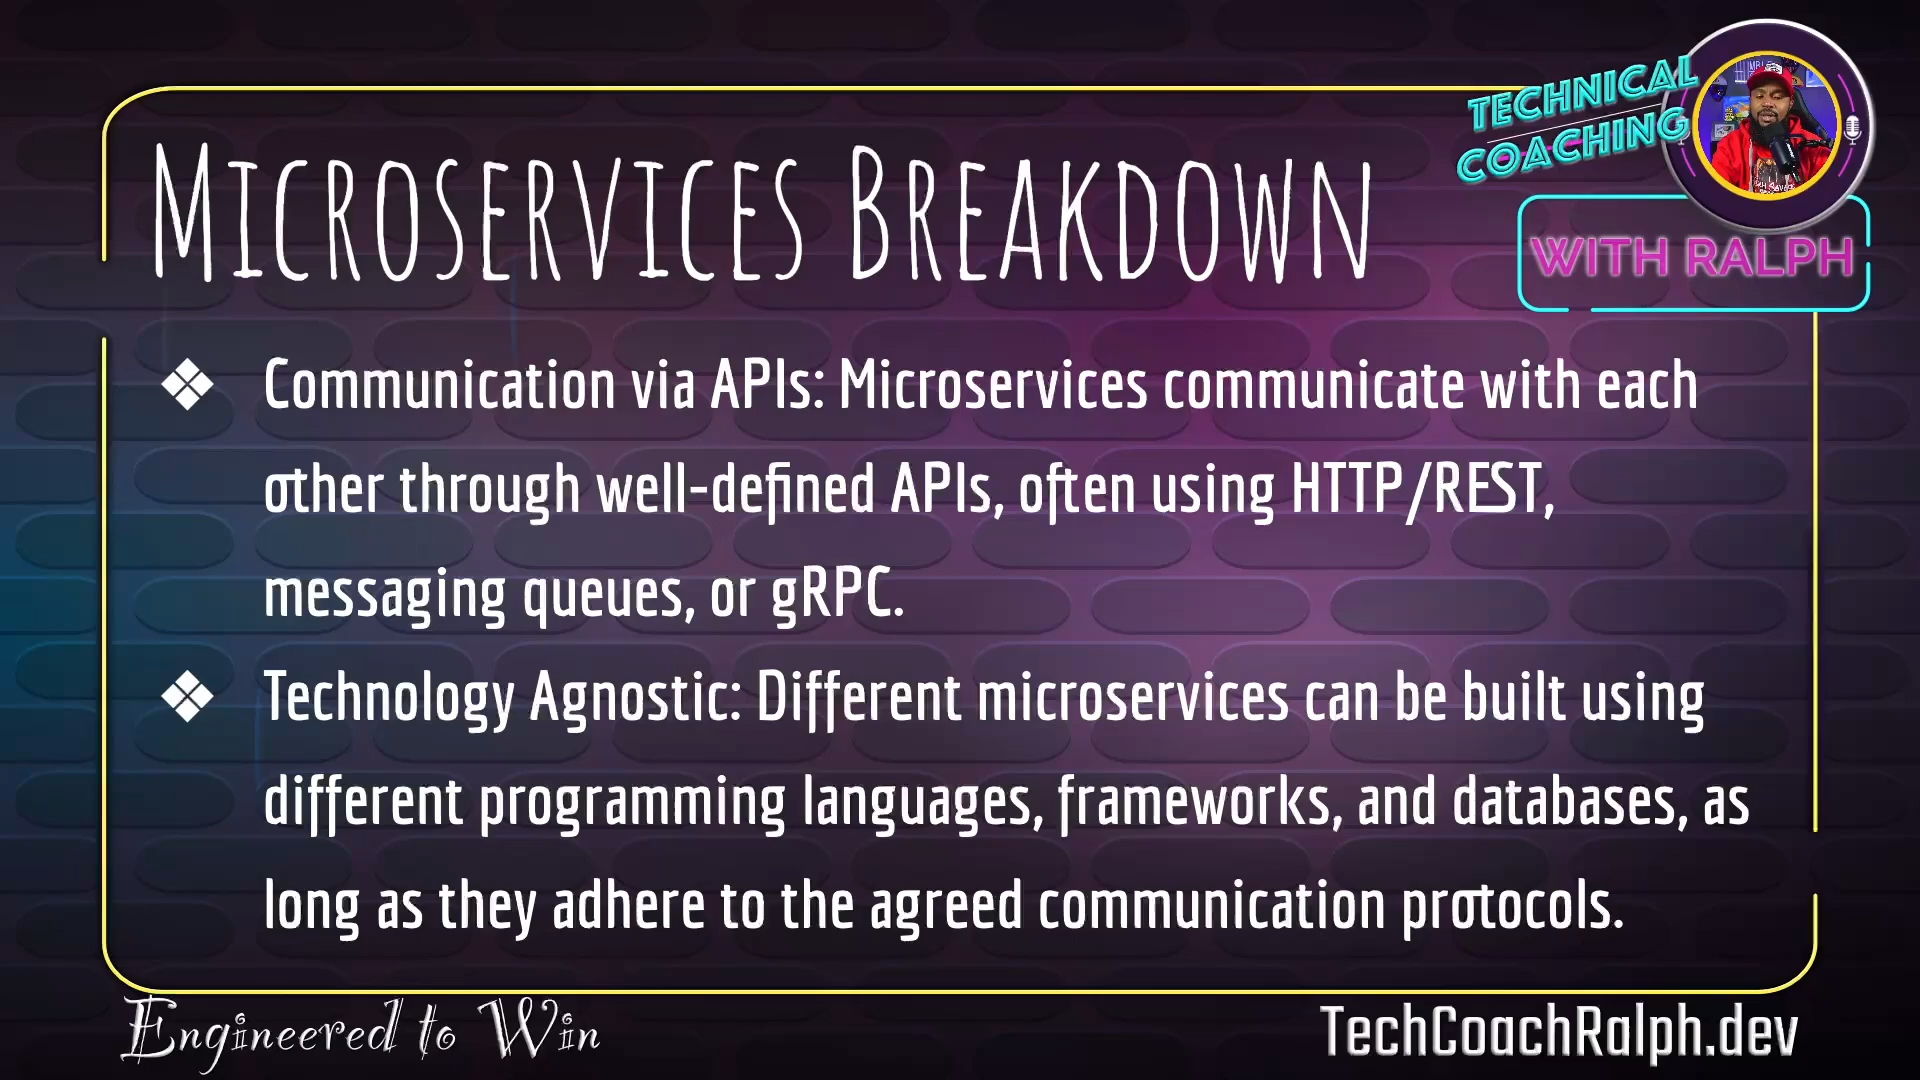 TECHNICAL
COACHING
WITH RALPH
MICROSERVICES BREAKDOWN
❖ Communication via APIs: Microservices communicate with each
other through well-defined APIs, often using HTTP/REST,
messaging queues, or gRPC.
❖ Technology Agnostic: Different microservices can be built using
different programming languages, frameworks, and databases, as
long as they adhere to the agreed communication protocols.
Engineered to Win
TechCoachRalph.dev